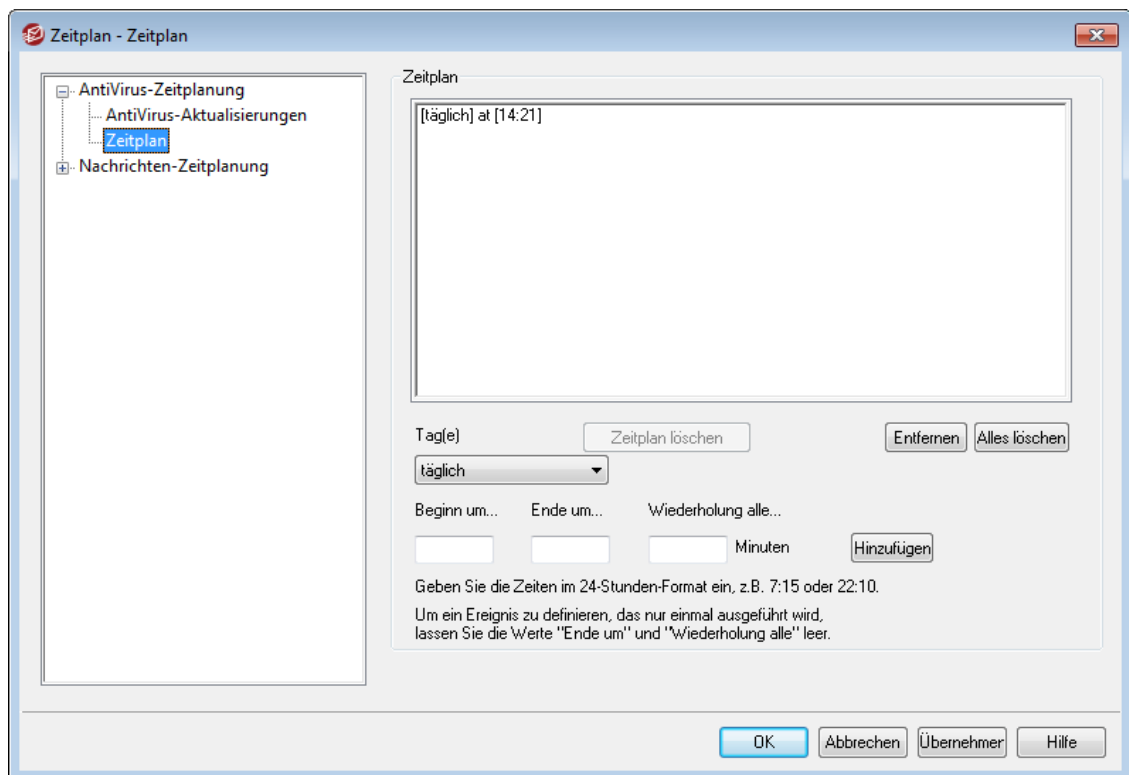 Zeitplan - Zeitplan
AntiVirus-Zeitplanung
AntiVirus-Aktualisierungen
Zeitplan
Nachrichten-Zeitplanung
Zeitplan
[täglich] at [14:21]
Tag(e)
Zeitplan löschen
Entfernen
Alles löschen
täglich
Beginn um...
Ende um...
Wiederholung alle...
Minuten
Hinzufügen
Geben Sie die Zeiten im 24-Stunden-Format ein, z.B. 7:15 oder 22:10.
Um ein Ereignis zu definieren, das nur einmal ausgeführt wird,
lassen Sie die Werte "Ende um" und "Wiederholung alle" leer.
OK
Abbrechen
Übernehmer
Hilfe